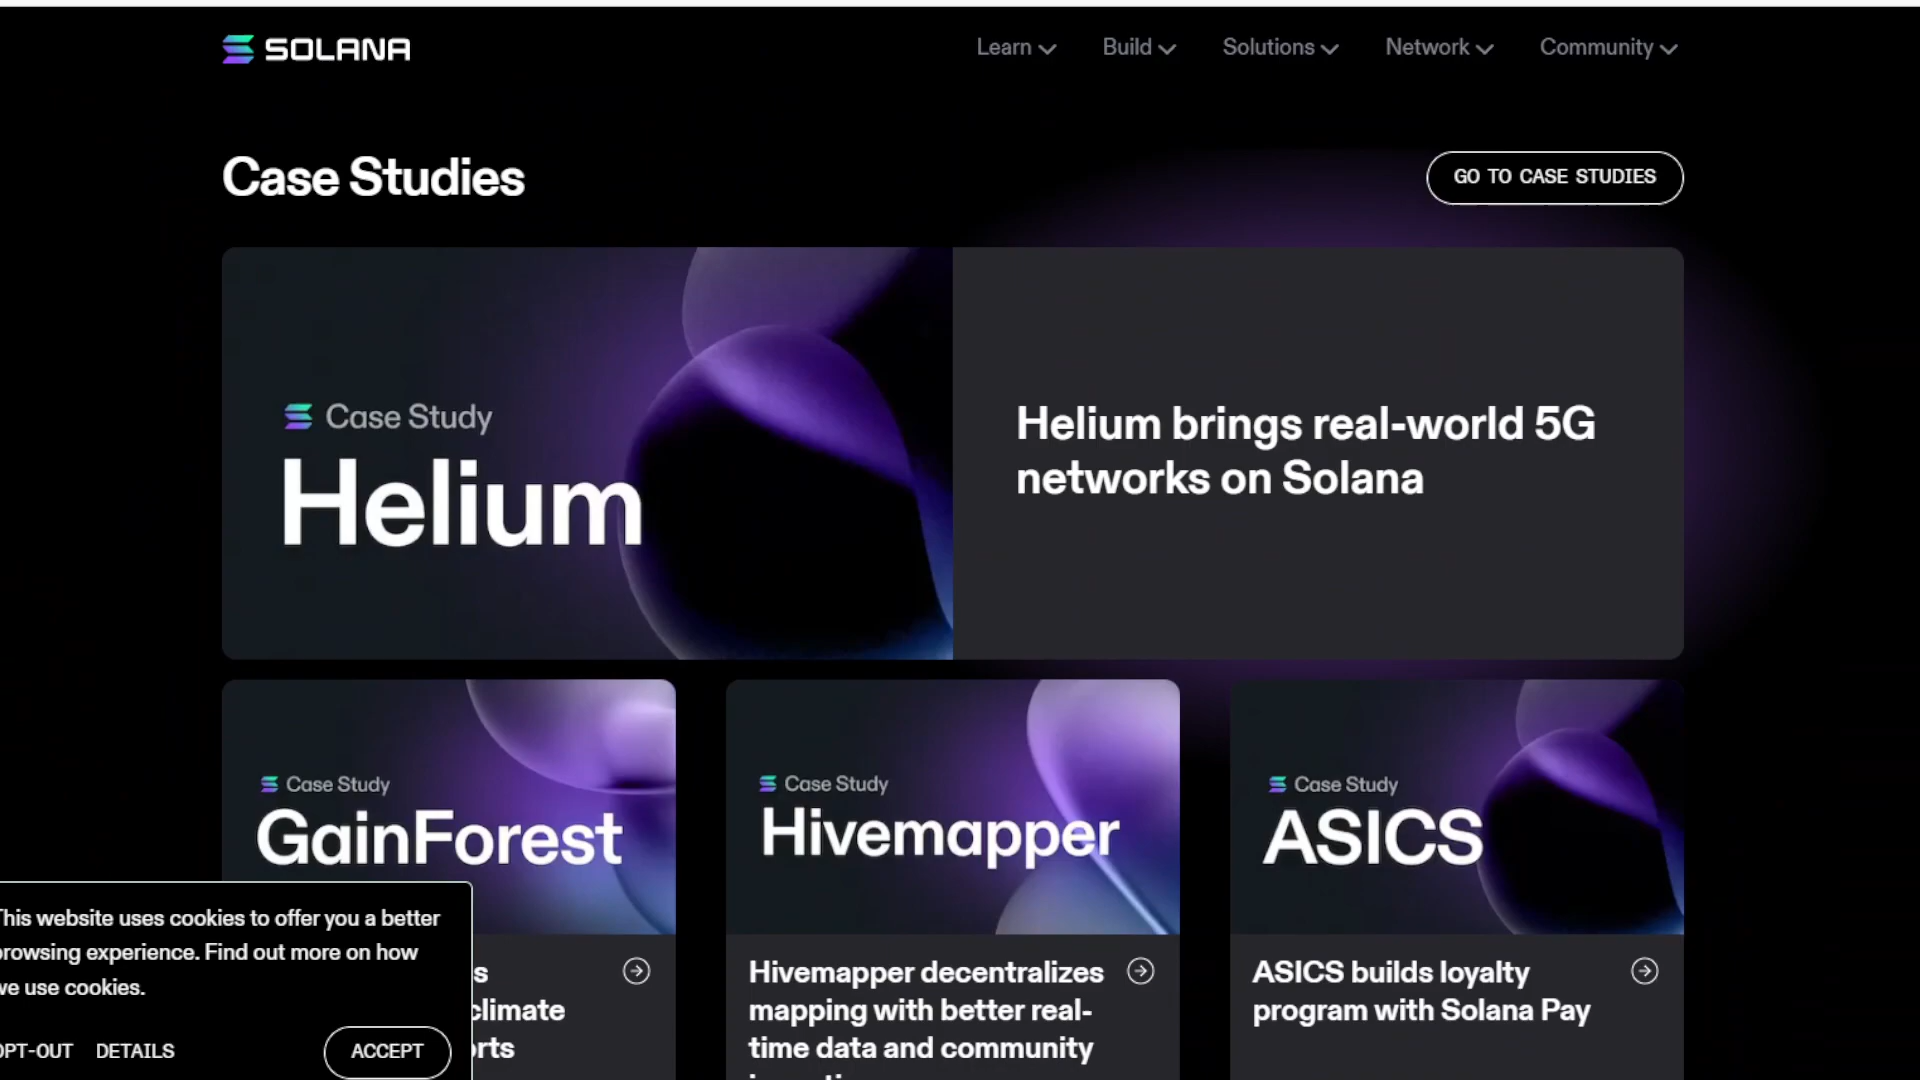 SOLANA
Learn
Build
Solutions
Network
Community
Case Studies
GO TO CASE STUDIES
Case Study
Helium
Helium brings real-world 5G
networks on Solana
Case Study
GainForest
Case Study
Hivemapper
Case Study
ASICS
climate
Hivemapper decentralizes
mapping with better real-
time data and community
ASICS builds loyalty
program with Solana Pay
This website uses cookies to offer you a better
browsing experience. Find out more on how
we use cookies.
OPT-OUT
DETAILS
ACCEPT